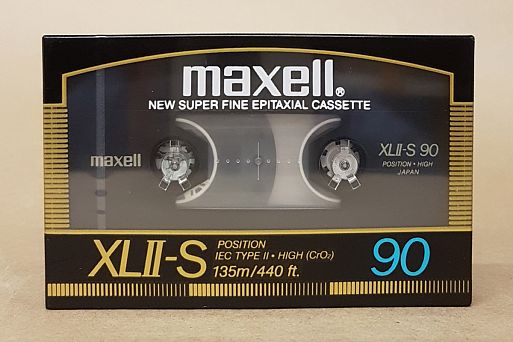 maxell®
NEW SUPER FINE EPITAXIAL CASSETTE
maxell
XLII-S 90
POSITION • HIGH
JAPAN
XLII-S
POSITION
IEC TYPE II • HIGH (CrO₂)
135m/440 ft.
90